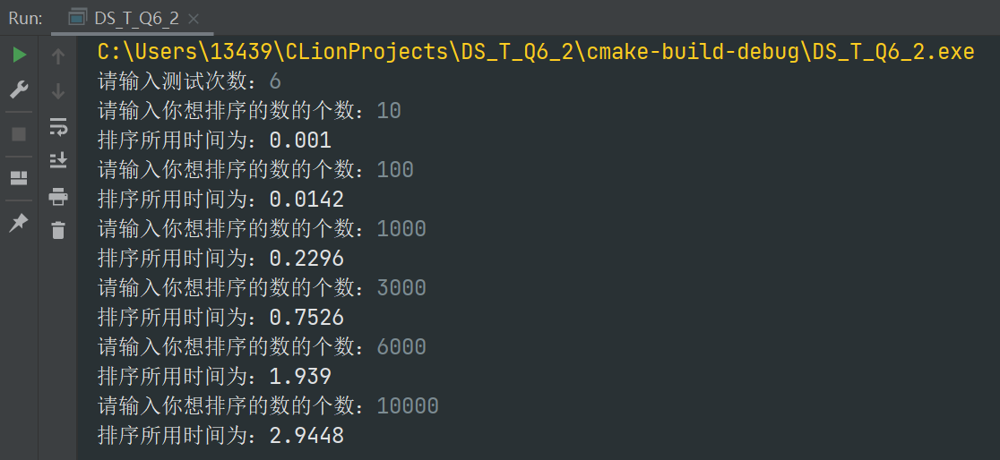 Run: DS_T_Q6_2
C:\Users\13439\CLionProjects\DS_T_Q6_2\cmake-build-debug\DS_T_Q6_2.exe
请输入测试次数：6
请输入你想排序的数的个数：10
排序所用时间为：0.001
请输入你想排序的数的个数：100
排序所用时间为：0.0142
请输入你想排序的数的个数：1000
排序所用时间为：0.2296
请输入你想排序的数的个数：3000
排序所用时间为：0.7526
请输入你想排序的数的个数：6000
排序所用时间为：1.939
请输入你想排序的数的个数：10000
排序所用时间为：2.9448